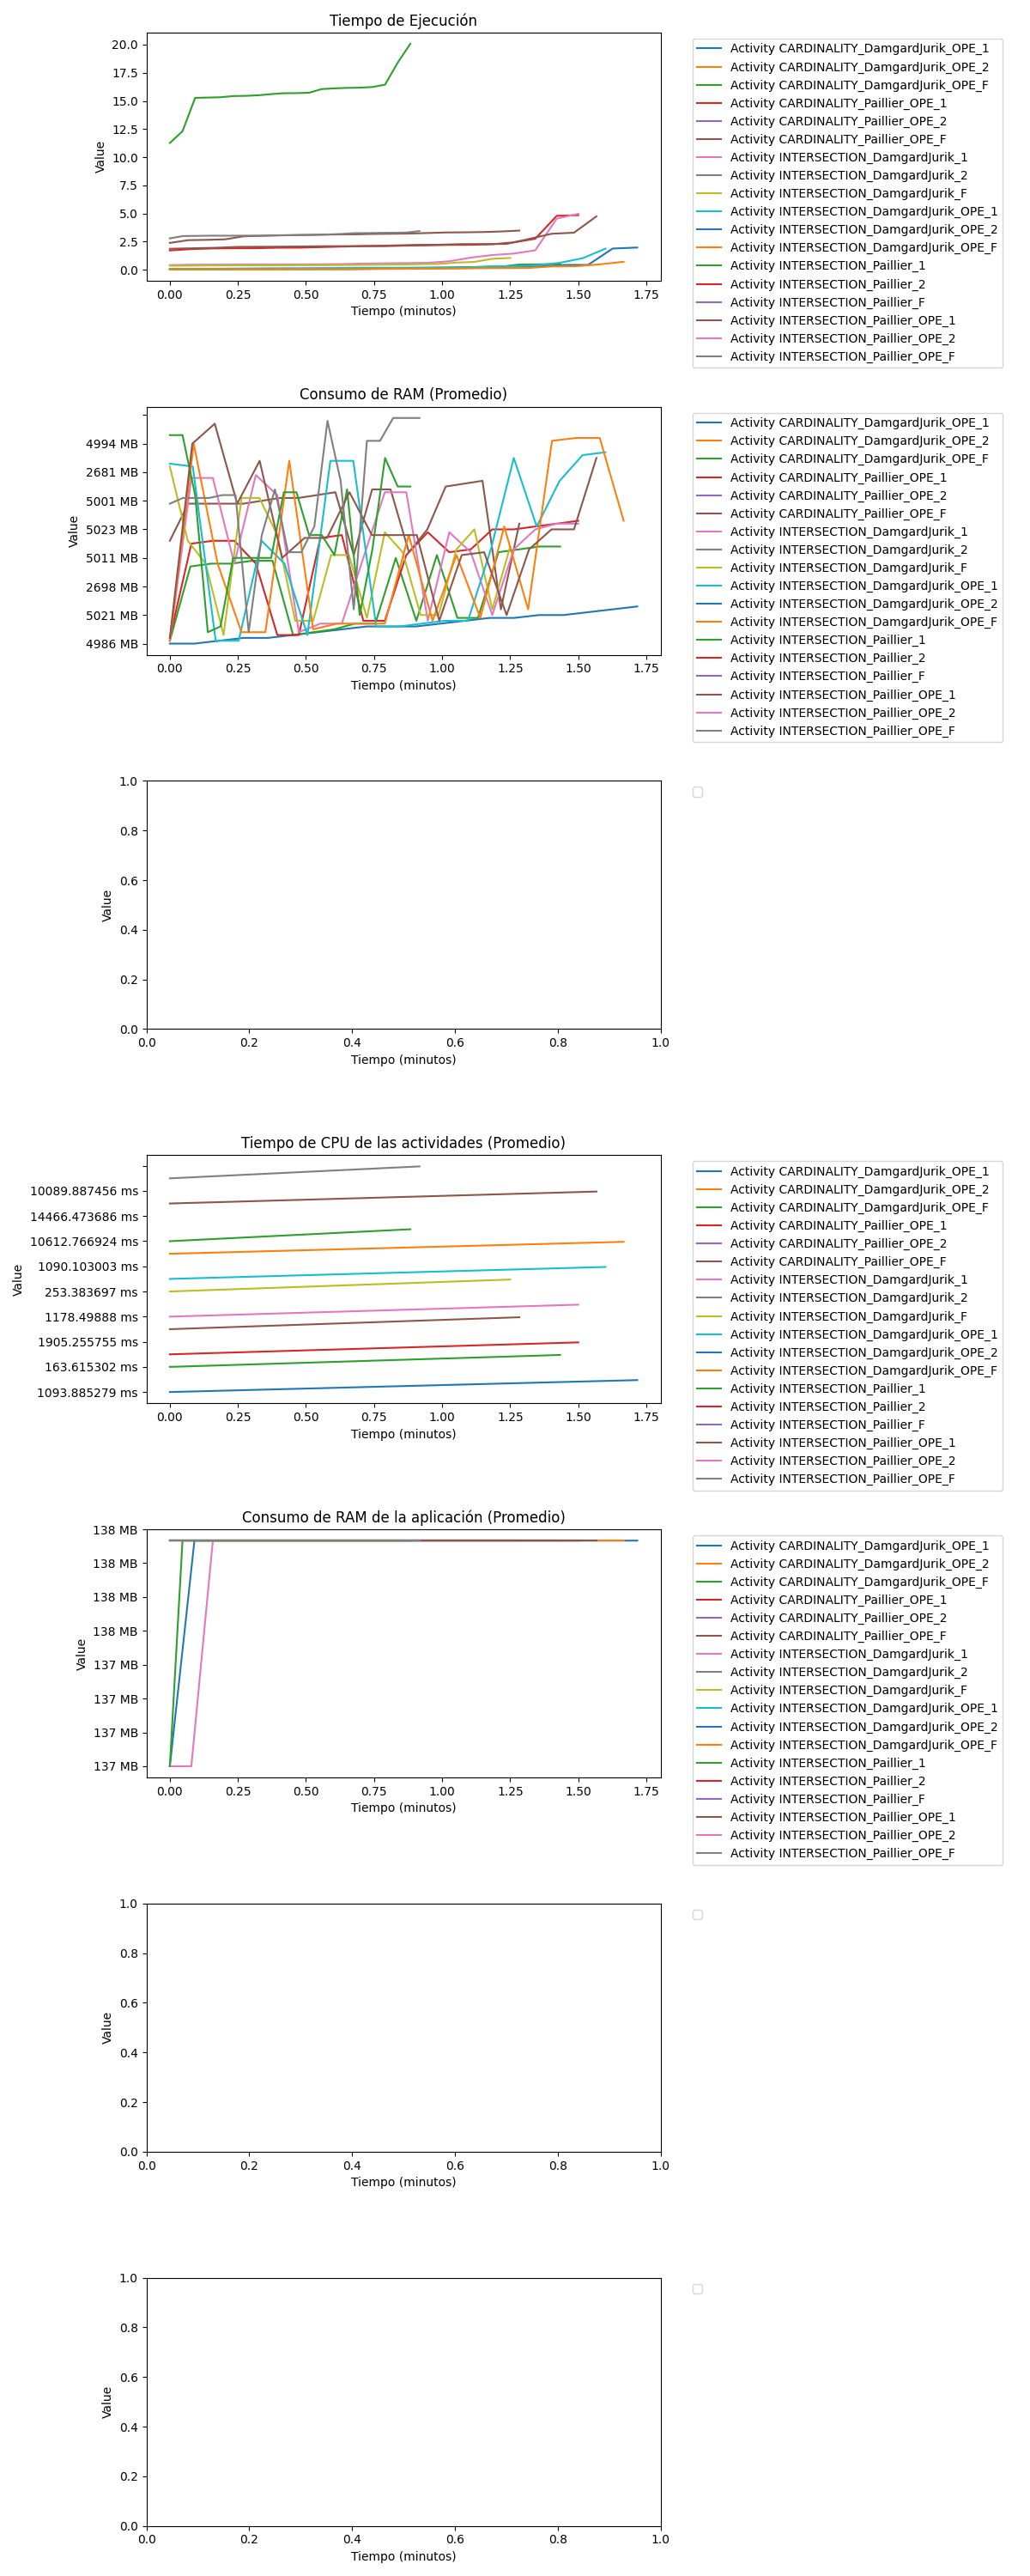 Tiempo de Ejecución
20.0
17.5
15.0
12.5
10.0
7.5
5.0
2.5
0.0
Value
0.00 0.25 0.50 0.75 1.00 1.25 1.50 1.75
Tiempo (minutos)
Activity CARDINALITY_DamgardJurik_OPE_1
Activity CARDINALITY_DamgardJurik_OPE_2
Activity CARDINALITY_DamgardJurik_OPE_F
Activity CARDINALITY_Paillier_OPE_1
Activity CARDINALITY_Paillier_OPE_2
Activity CARDINALITY_Paillier_OPE_F
Activity INTERSECTION_DamgardJurik_1
Activity INTERSECTION_DamgardJurik_2
Activity INTERSECTION_DamgardJurik_F
Activity INTERSECTION_DamgardJurik_OPE_1
Activity INTERSECTION_DamgardJurik_OPE_2
Activity INTERSECTION_DamgardJurik_OPE_F
Activity INTERSECTION_Paillier_1
Activity INTERSECTION_Paillier_2
Activity INTERSECTION_Paillier_F
Activity INTERSECTION_Paillier_OPE_1
Activity INTERSECTION_Paillier_OPE_2
Activity INTERSECTION_Paillier_OPE_F
Consumo de RAM (Promedio)
4994 MB
2681 MB
5001 MB
5023 MB
5011 MB
2698 MB
5021 MB
4986 MB
Value
0.00 0.25 0.50 0.75 1.00 1.25 1.50 1.75
Tiempo (minutos)
Activity CARDINALITY_DamgardJurik_OPE_1
Activity CARDINALITY_DamgardJurik_OPE_2
Activity CARDINALITY_DamgardJurik_OPE_F
Activity CARDINALITY_Paillier_OPE_1
Activity CARDINALITY_Paillier_OPE_2
Activity CARDINALITY_Paillier_OPE_F
Activity INTERSECTION_DamgardJurik_1
Activity INTERSECTION_DamgardJurik_2
Activity INTERSECTION_DamgardJurik_F
Activity INTERSECTION_DamgardJurik_OPE_1
Activity INTERSECTION_DamgardJurik_OPE_2
Activity INTERSECTION_DamgardJurik_OPE_F
Activity INTERSECTION_Paillier_1
Activity INTERSECTION_Paillier_2
Activity INTERSECTION_Paillier_F
Activity INTERSECTION_Paillier_OPE_1
Activity INTERSECTION_Paillier_OPE_2
Activity INTERSECTION_Paillier_OPE_F
1.0
0.8
0.6
0.4
0.2
0.0
Value
0.0 0.2 0.4 0.6 0.8 1.0
Tiempo (minutos)
Tiempo de CPU de las actividades (Promedio)
10089.887456 ms
14466.473686 ms
10612.766924 ms
1090.103003 ms
253.383697 ms
1178.49888 ms
1905.255755 ms
163.615302 ms
1093.885279 ms
Value
0.00 0.25 0.50 0.75 1.00 1.25 1.50 1.75
Tiempo (minutos)
Activity CARDINALITY_DamgardJurik_OPE_1
Activity CARDINALITY_DamgardJurik_OPE_2
Activity CARDINALITY_DamgardJurik_OPE_F
Activity CARDINALITY_Paillier_OPE_1
Activity CARDINALITY_Paillier_OPE_2
Activity CARDINALITY_Paillier_OPE_F
Activity INTERSECTION_DamgardJurik_1
Activity INTERSECTION_DamgardJurik_2
Activity INTERSECTION_DamgardJurik_F
Activity INTERSECTION_DamgardJurik_OPE_1
Activity INTERSECTION_DamgardJurik_OPE_2
Activity INTERSECTION_DamgardJurik_OPE_F
Activity INTERSECTION_Paillier_1
Activity INTERSECTION_Paillier_2
Activity INTERSECTION_Paillier_F
Activity INTERSECTION_Paillier_OPE_1
Activity INTERSECTION_Paillier_OPE_2
Activity INTERSECTION_Paillier_OPE_F
Consumo de RAM de la aplicación (Promedio)
138 MB
138 MB
138 MB
138 MB
137 MB
137 MB
137 MB
137 MB
Value
0.00 0.25 0.50 0.75 1.00 1.25 1.50 1.75
Tiempo (minutos)
Activity CARDINALITY_DamgardJurik_OPE_1
Activity CARDINALITY_DamgardJurik_OPE_2
Activity CARDINALITY_DamgardJurik_OPE_F
Activity CARDINALITY_Paillier_OPE_1
Activity CARDINALITY_Paillier_OPE_2
Activity CARDINALITY_Paillier_OPE_F
Activity INTERSECTION_DamgardJurik_1
Activity INTERSECTION_DamgardJurik_2
Activity INTERSECTION_DamgardJurik_F
Activity INTERSECTION_DamgardJurik_OPE_1
Activity INTERSECTION_DamgardJurik_OPE_2
Activity INTERSECTION_DamgardJurik_OPE_F
Activity INTERSECTION_Paillier_1
Activity INTERSECTION_Paillier_2
Activity INTERSECTION_Paillier_F
Activity INTERSECTION_Paillier_OPE_1
Activity INTERSECTION_Paillier_OPE_2
Activity INTERSECTION_Paillier_OPE_F
1.0
0.8
0.6
0.4
0.2
0.0
Value
0.0 0.2 0.4 0.6 0.8 1.0
Tiempo (minutos)
1.0
0.8
0.6
0.4
0.2
0.0
Value
0.0 0.2 0.4 0.6 0.8 1.0
Tiempo (minutos)